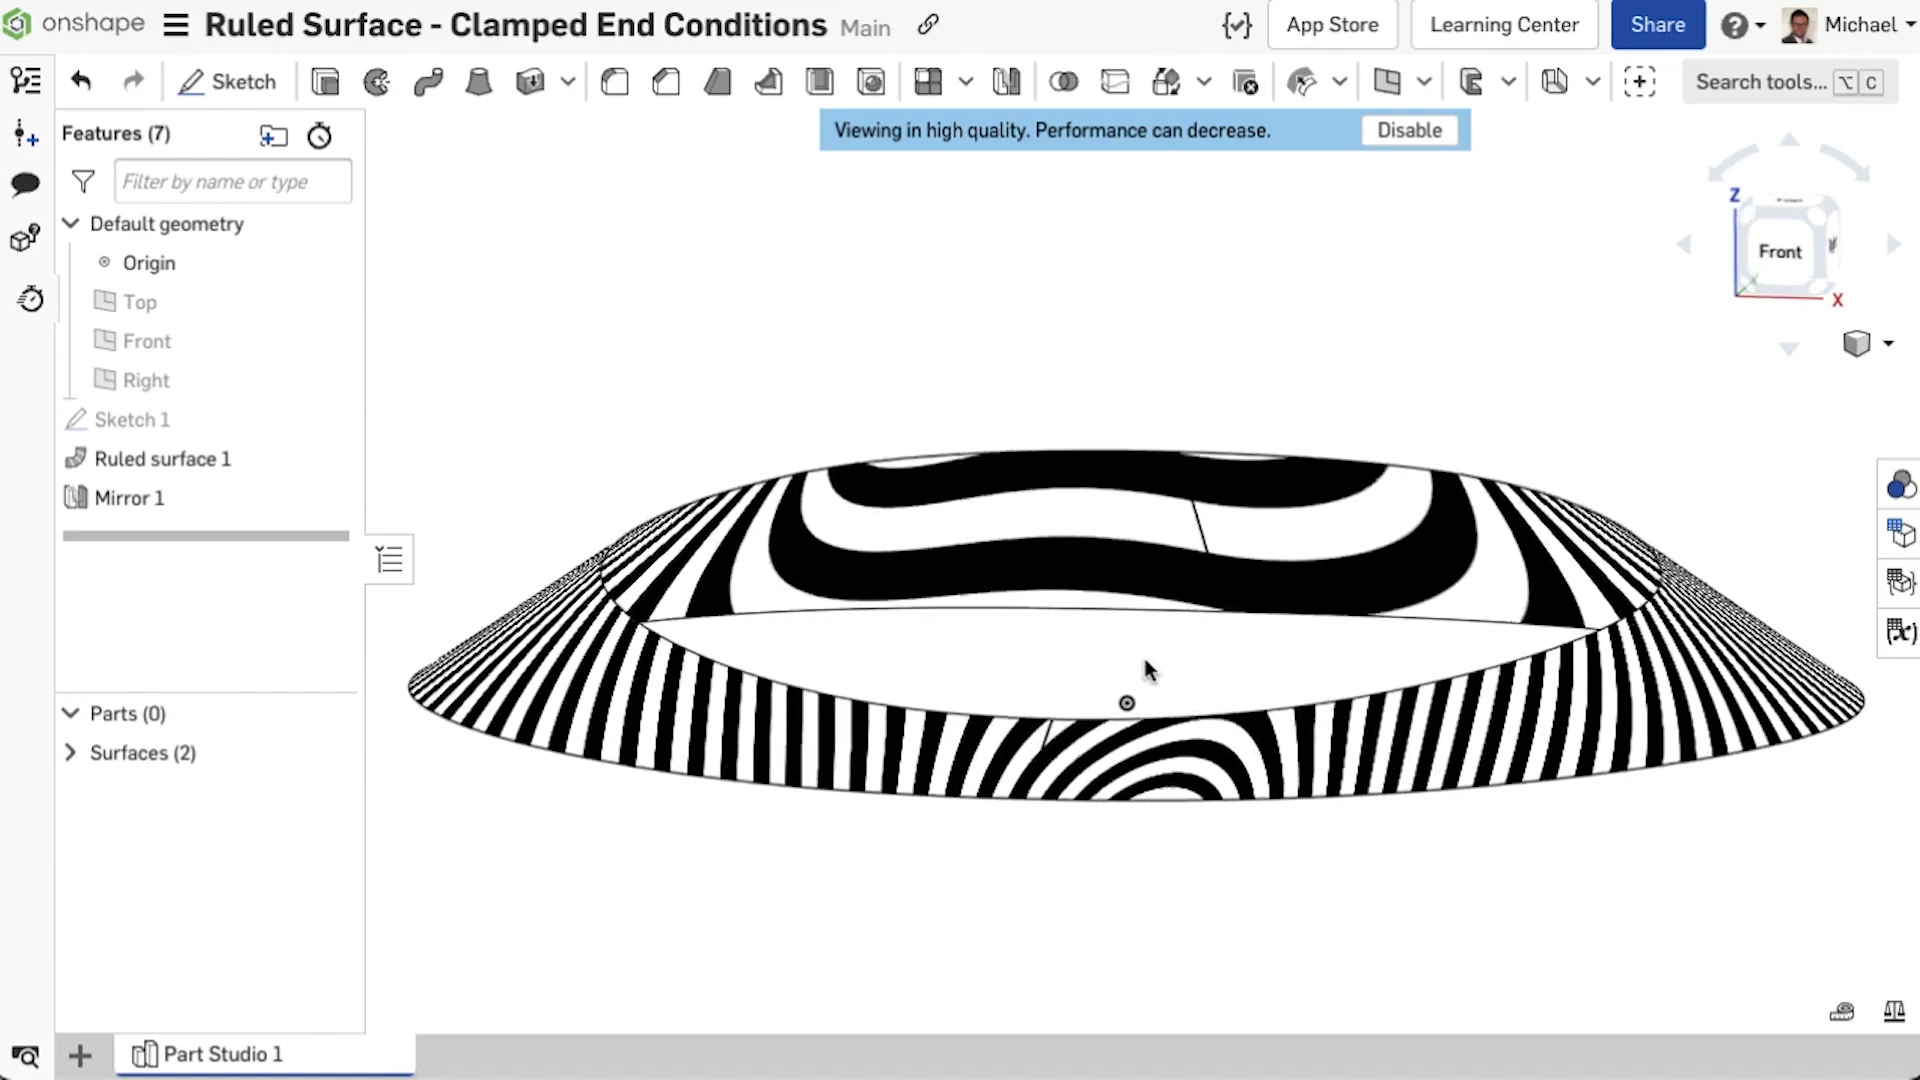 onshape
Ruled Surface - Clamped End Conditions Main
App Store
Learning Center
Share
Michael
Sketch
Search tools... ⌥ C
Features (7)
Viewing in high quality. Performance can decrease. Disable
Filter by name or type
Default geometry
Origin
Top
Front
Right
Sketch 1
Ruled surface 1
Mirror 1
Z
Front
X
Parts (0)
Surfaces (2)
Part Studio 1